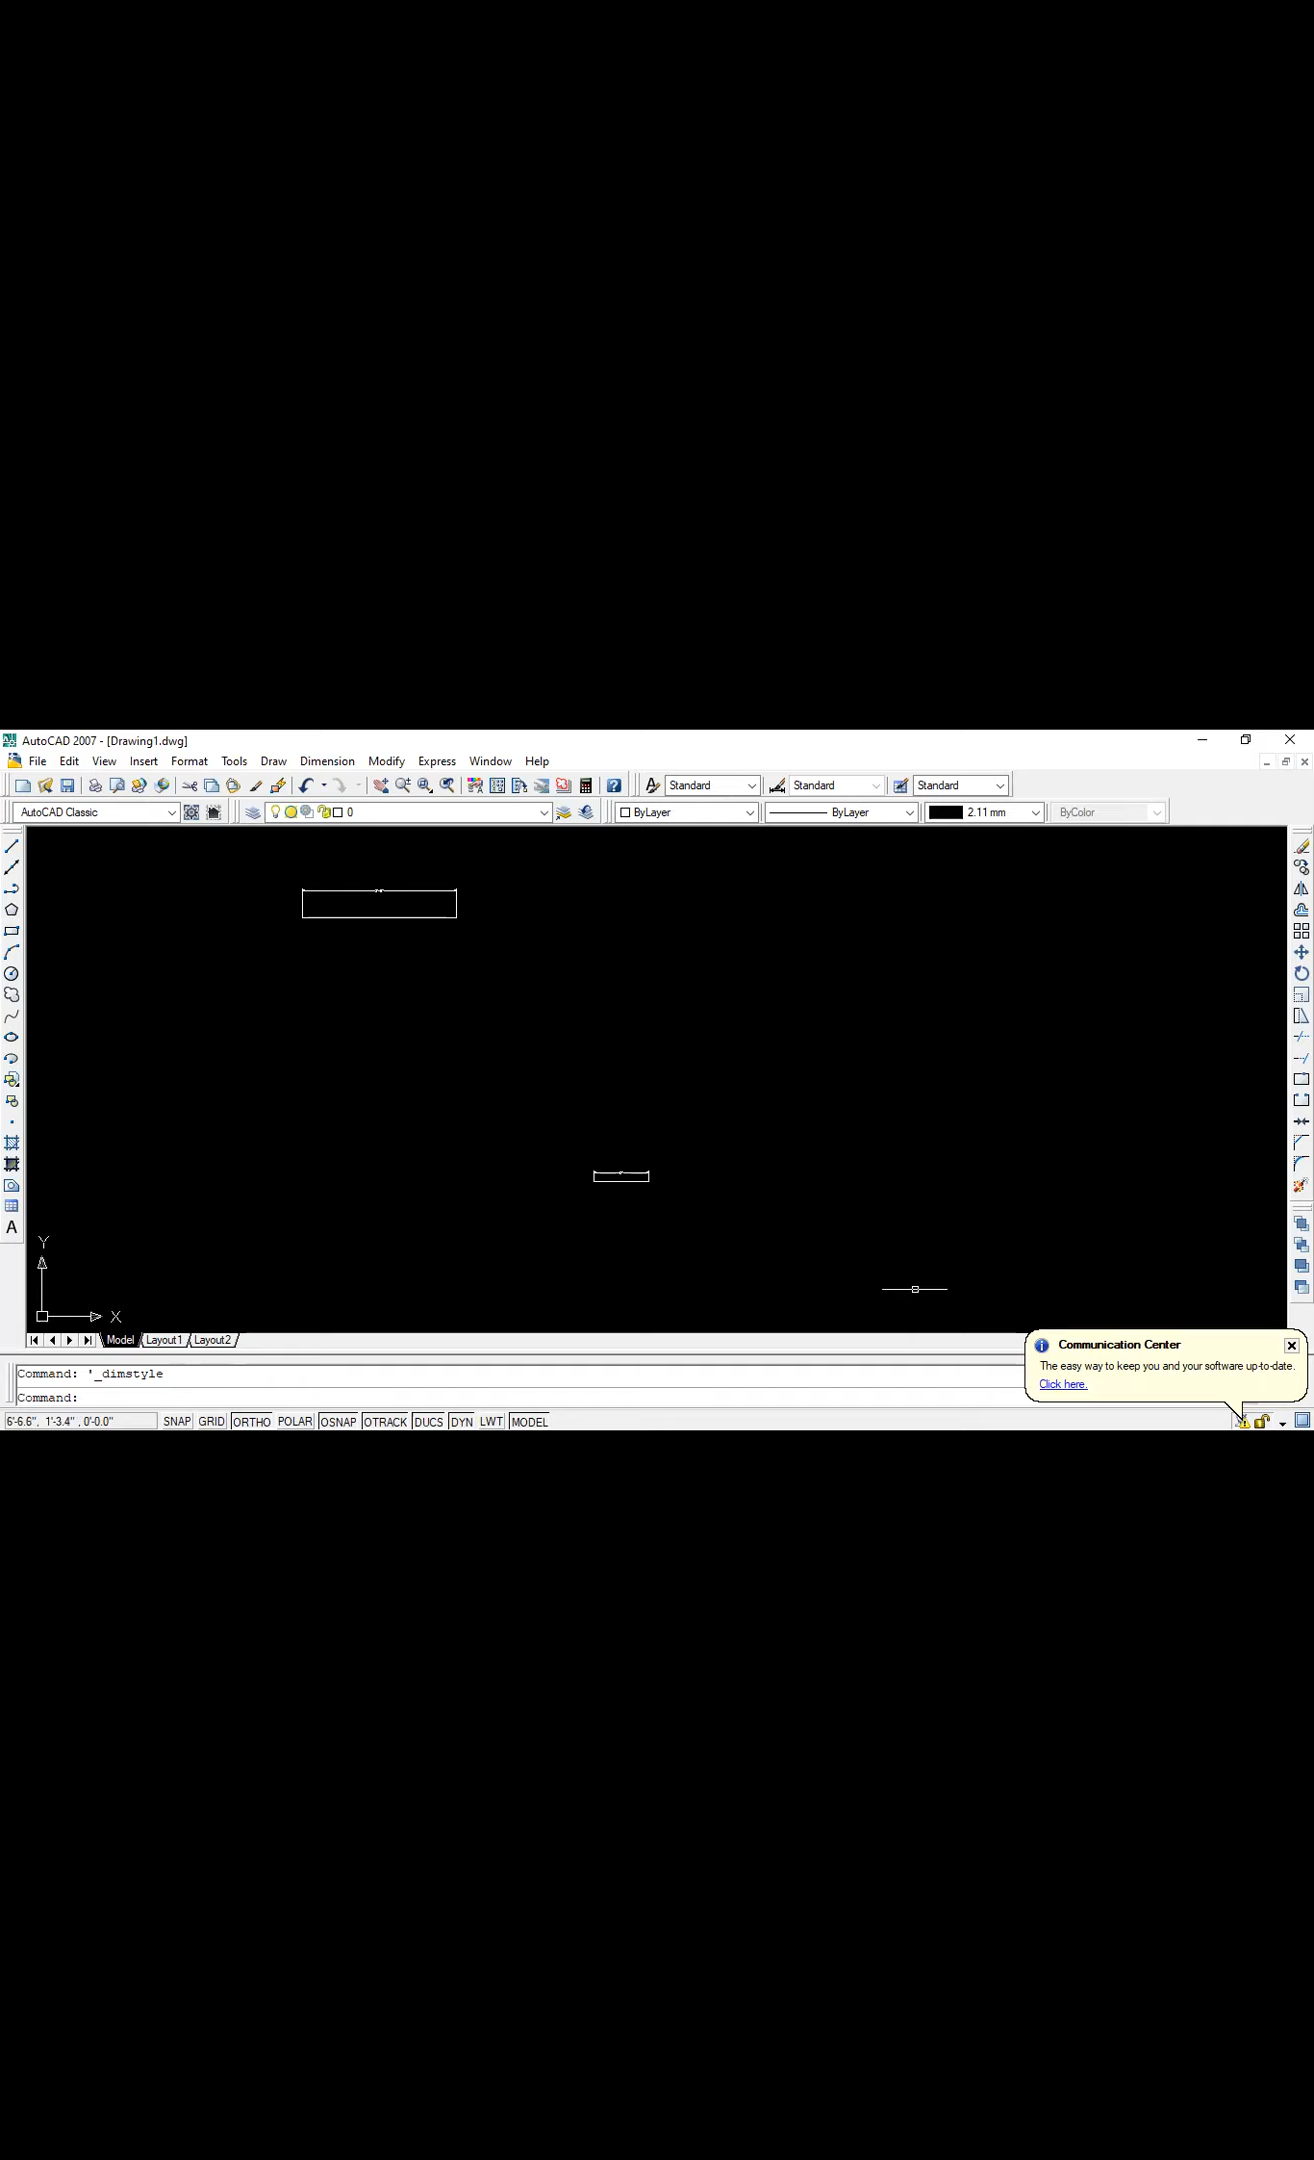 AutoCAD 2007 - [Drawing1.dwg]
File Edit View Insert Format Tools Draw Dimension Modify Express Window Help
Standard Standard Standard
AutoCAD Classic 0 ByLayer ByLayer 2.11 mm ByColor
A
Y
X
Model Layout1 Layout2
Communication Center
The easy way to keep you and your software up-to-date.
Click here.
Command: '_dimstyle
Command:
6'-6.6", 1'-3.4" , 0'-0.0" SNAP GRID ORTHO POLAR OSNAP OTRACK DUCS DYN LWT MODEL